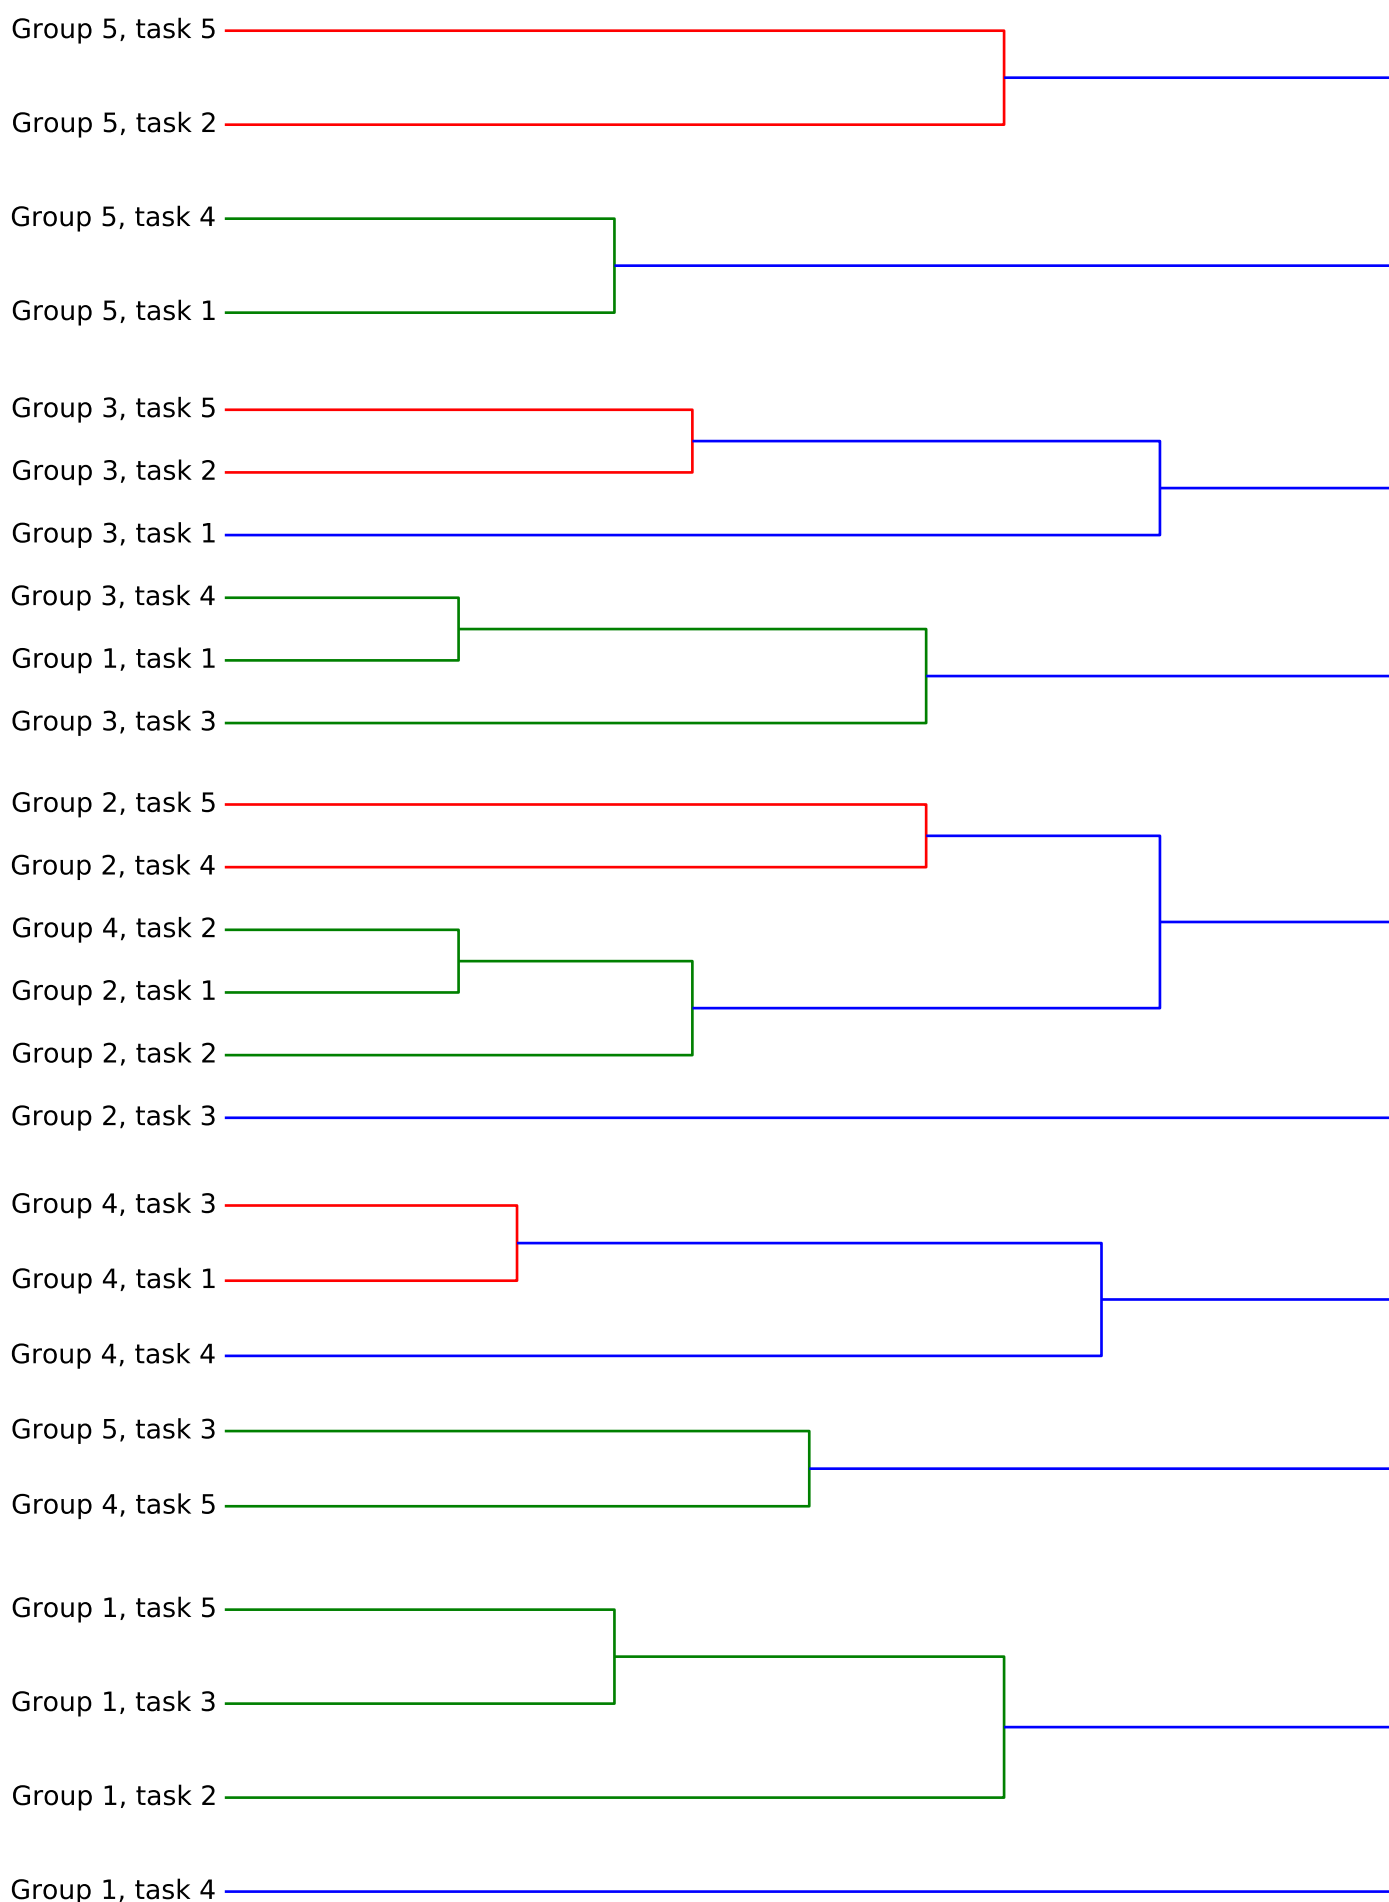 Group 5, task 5
Group 5, task 2
Group 5, task 4
Group 5, task 1
Group 3, task 5
Group 3, task 2
Group 3, task 1
Group 3, task 4
Group 1, task 1
Group 3, task 3
Group 2, task 5
Group 2, task 4
Group 4, task 2
Group 2, task 1
Group 2, task 2
Group 2, task 3
Group 4, task 3
Group 4, task 1
Group 4, task 4
Group 5, task 3
Group 4, task 5
Group 1, task 5
Group 1, task 3
Group 1, task 2
Group 1, task 4